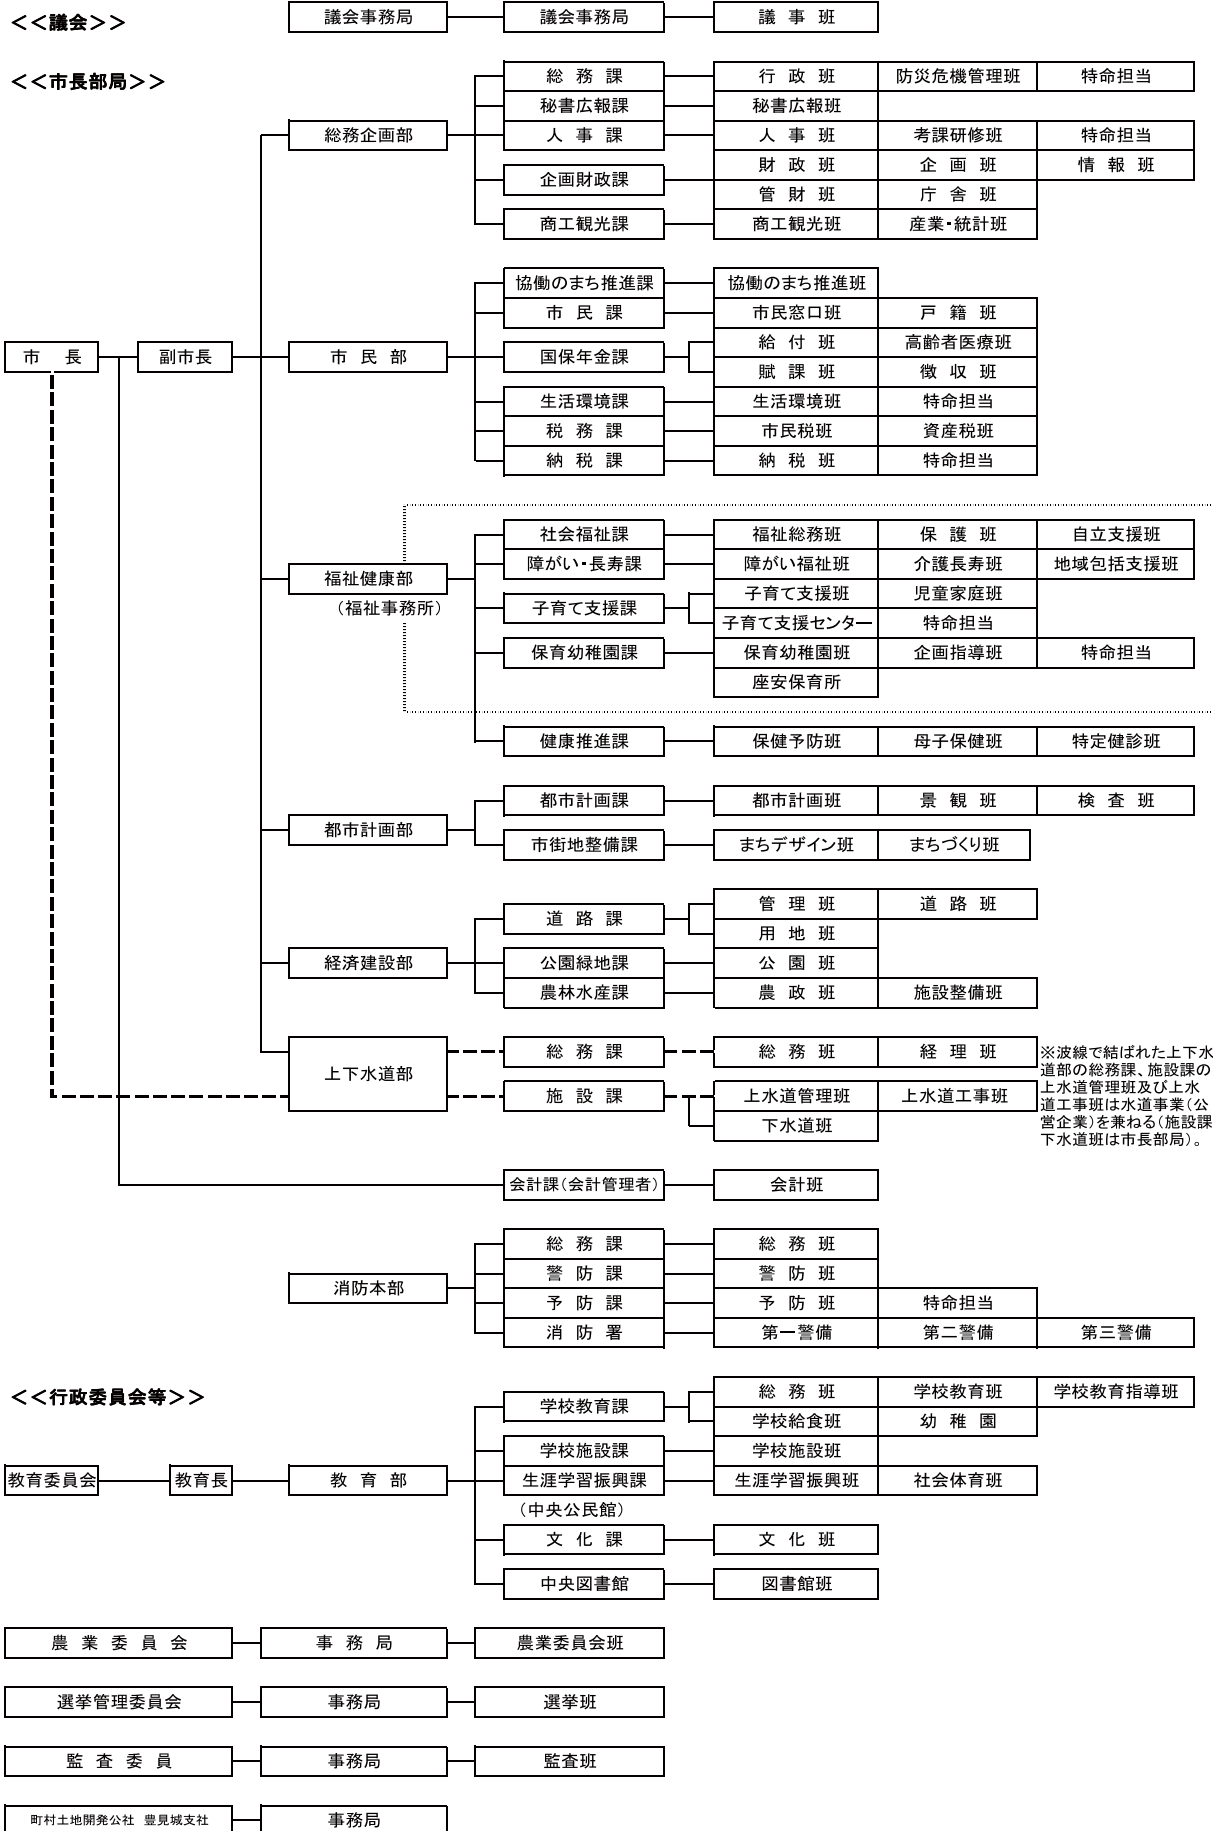 ＜＜議会＞＞ 議会事務局 議会事務局 議 事 班
＜＜市長部局＞＞
総 務 課 行 政 班 防災危機管理班 特命担当
秘書広報課 秘書広報班
総務企画部 人 事 課 人 事 班 考課研修班 特命担当
企画財政課 財 政 班 企 画 班 情 報 班
管 財 班 庁 舎 班
商工観光課 商工観光班 産業・統計班
協働のまち推進課 協働のまち推進班
市 民 課 市民窓口班 戸 籍 班
市 長 副市長 市 民 部 国保年金課 給 付 班 高齢者医療班
賦 課 班 徴 収 班
生活環境課 生活環境班 特命担当
税 務 課 市民税班 資産税班
納 税 課 納 税 班 特命担当
社会福祉課 福祉総務班 保 護 班 自立支援班
福祉健康部 障がい・長寿課 障がい福祉班 介護長寿班 地域包括支援班
（福祉事務所） 子育て支援課 子育て支援班 児童家庭班
子育て支援センター 特命担当
保育幼稚園課 保育幼稚園班 企画指導班 特命担当
座安保育所
健康推進課 保健予防班 母子保健班 特定健診班
都市計画部 都市計画課 都市計画班 景 観 班 検 査 班
市街地整備課 まちデザイン班 まちづくり班
道 路 課 管 理 班 道 路 班
用 地 班
経済建設部 公園緑地課 公 園 班
農林水産課 農 政 班 施設整備班
上下水道部 総 務 課 総 務 班 経 理 班
施 設 課 上水道管理班 上水道工事班
下水道班
※波線で結ばれた上下水
道部の総務課、施設課の
上水道管理班及び上水
道工事班は水道事業（公
営企業）を兼ねる（施設課
下水道班は市長部局）。
会計課（会計管理者） 会計班
消防本部 総 務 課 総 務 班
警 防 課 警 防 班
予 防 課 予 防 班 特命担当
消 防 署 第一警備 第二警備 第三警備
＜＜行政委員会等＞＞
学校教育課 総 務 班 学校教育班 学校教育指導班
学校給食班 幼 稚 園
学校施設課 学校施設班
教育委員会 教育長 教 育 部 生涯学習振興課 生涯学習振興班 社会体育班
（中央公民館）
文 化 課 文 化 班
中央図書館 図書館班
農 業 委 員 会 事 務 局 農業委員会班
選挙管理委員会 事務局 選挙班
監 査 委 員 事務局 監査班
町村土地開発公社 豊見城支社 事務局